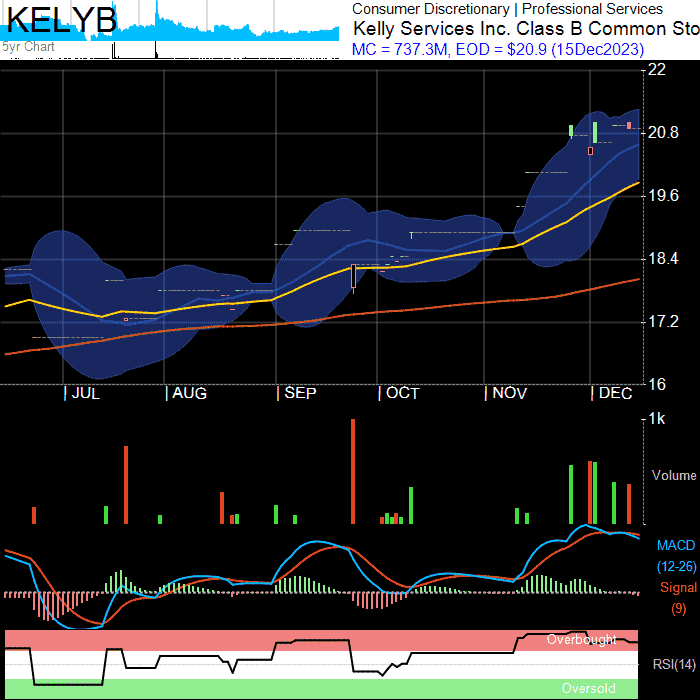 KELYB
5yr Chart
Consumer Discretionary | Professional Services
Kelly Services Inc. Class B Common Sto
MC = 737.3M, EOD = $20.9 (15Dec2023)
22
20.8
19.6
18.4
17.2
16
| JUL | AUG | SEP | OCT | NOV | DEC
1k
Volume
MACD
(12-26)
Signal
(9)
Overbought
RSI(14)
Oversold